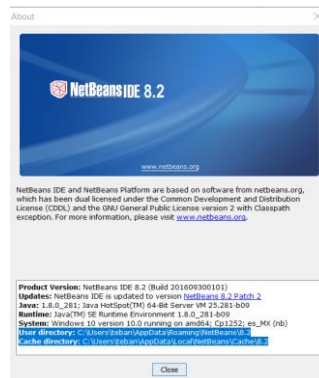 About
NetBeans IDE 8.2
www.netbeans.org
NetBeans IDE and NetBeans Platform are based on software from netbeans.org,
which has been dual licensed under the Common Development and Distribution
License (CDDL) and the GNU General Public License version 2 with Classpath
exception. For more information, please visit www.netbeans.org.
Product Version: NetBeans IDE 8.2 (Build 201609300101)
Updates: NetBeans IDE is updated to version NetBeans 8.2 Patch 2
Java: 1.8.0_281; Java HotSpot(TM) 64-Bit Server VM 25.281-b09
Runtime: Java(TM) SE Runtime Environment 1.8.0_281-b09
System: Windows 10 version 10.0 running on amd64; Cp1252; es_MX (nb)
User directory: C:\Users\teban\AppData\Roaming\NetBeans\8.2
Cache directory: C:\Users\teban\AppData\Local\NetBeans\Cache\8.2
Close